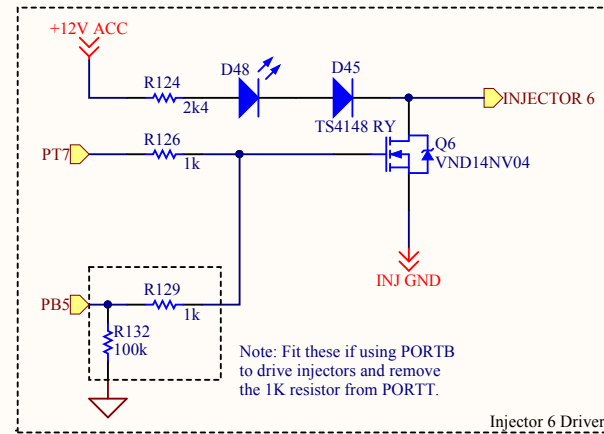 +12V ACC
R124
2k4
D48
D45
TS4148 RY
INJECTOR 6
PT7
R126
1k
Q6
VND14NV04
INJ GND
PB5
R129
1k
R132
100k
Note: Fit these if using PORTB
to drive injectors and remove
the 1K resistor from PORTT.
Injector 6 Driver